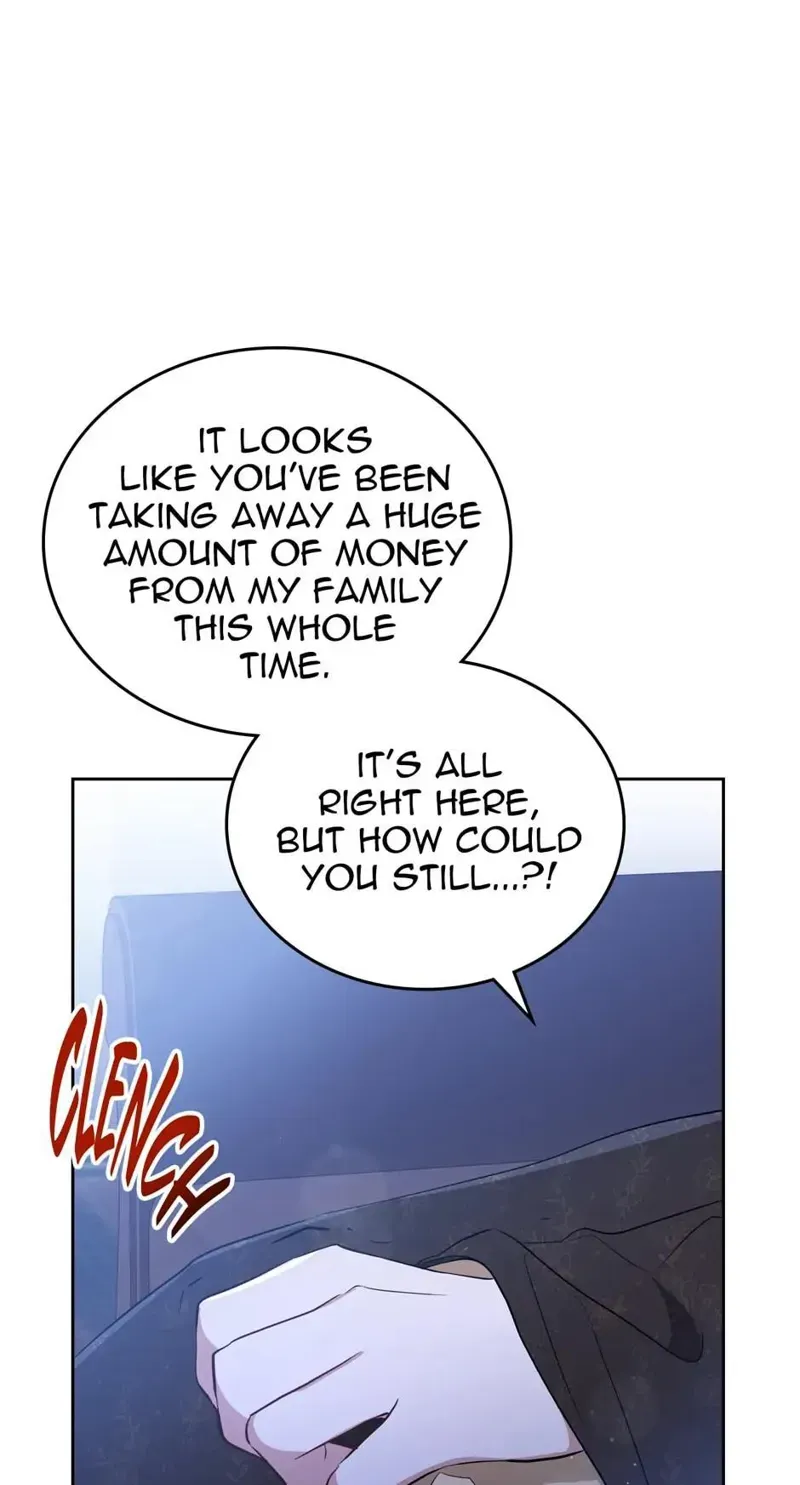 IT LOOKS
LIKE YOU'VE BEEN
TAKING AWAY A HUGE
AMOUNT OF MONEY
FROM MY FAMILY
THIS WHOLE
TIME.
IT'S ALL
RIGHT HERE,
BUT HOW COULD
YOU STILL...?!
CLENCH